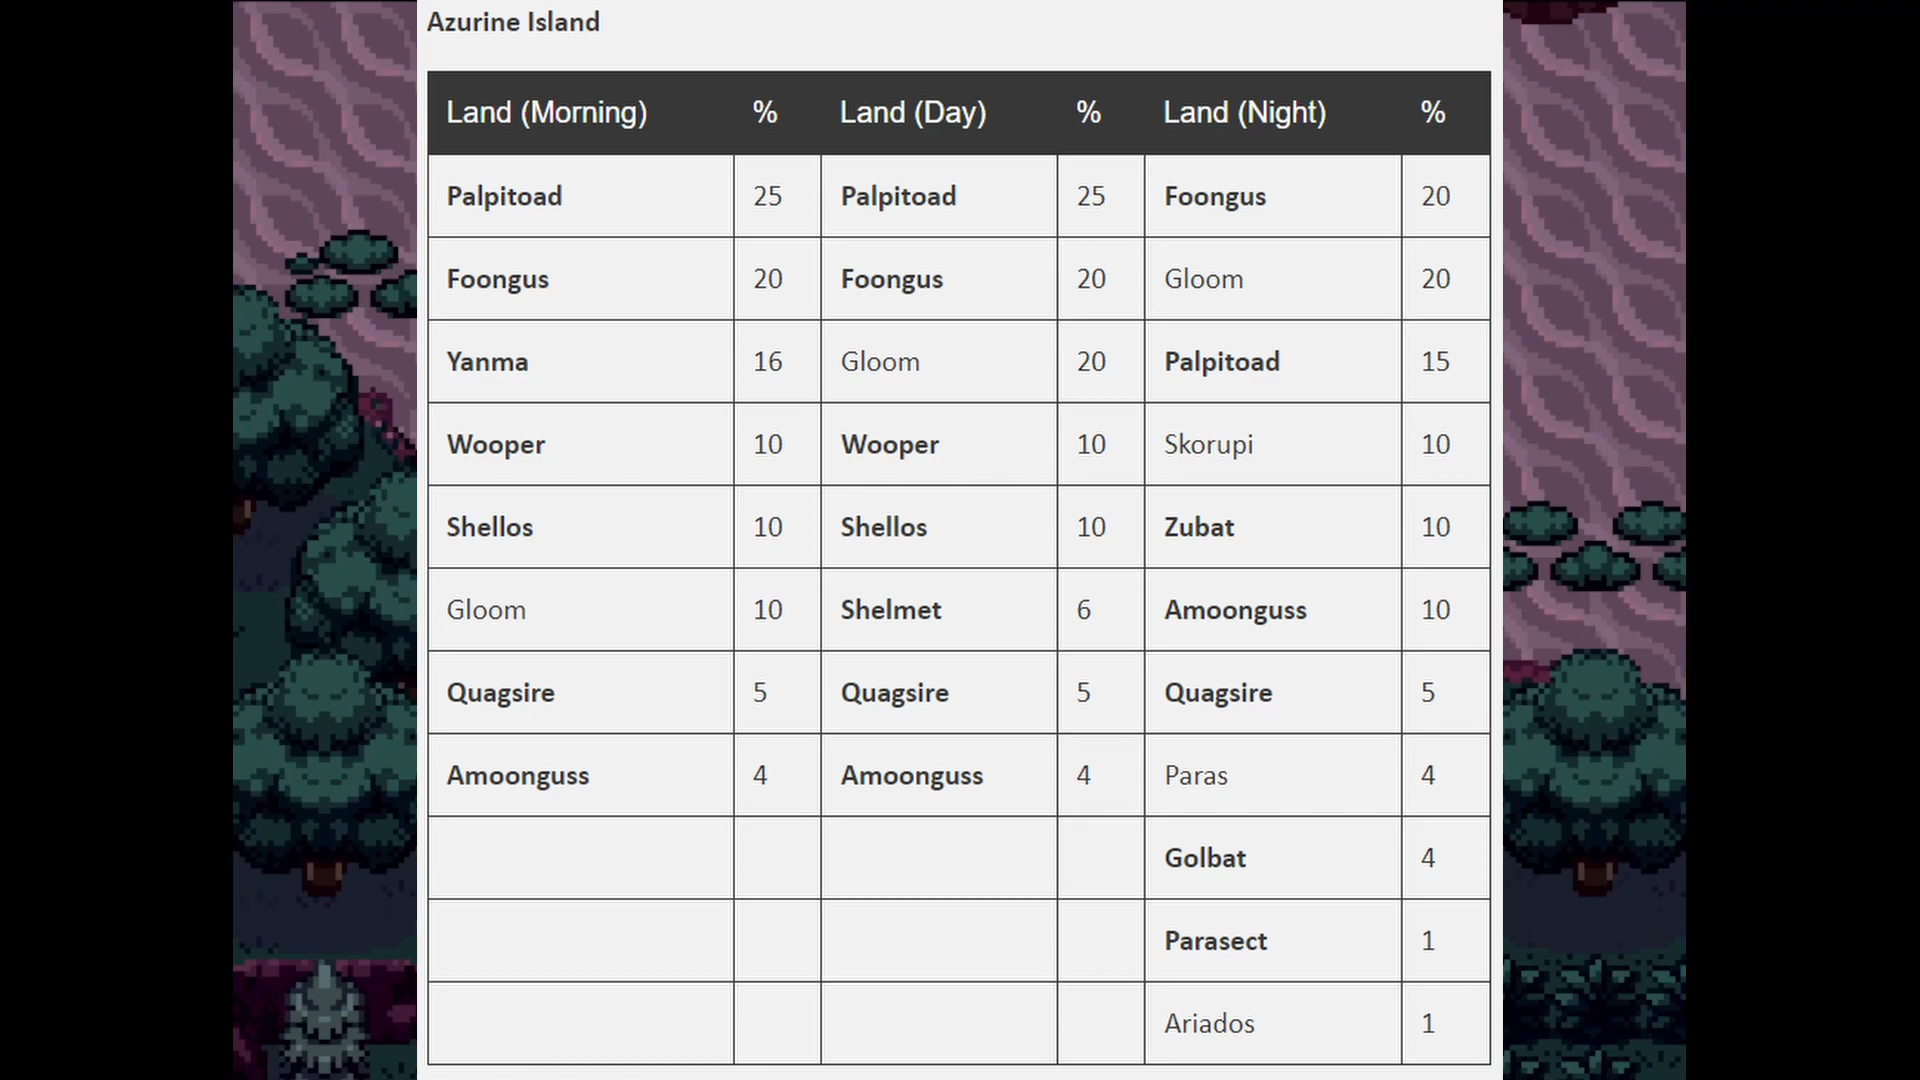 Azurine Island
Land (Morning) % Land (Day) % Land (Night) %
Palpitoad 25 Palpitoad 25 Foongus 20
Foongus 20 Foongus 20 Gloom 20
Yanma 16 Gloom 20 Palpitoad 15
Wooper 10 Wooper 10 Skorupi 10
Shellos 10 Shellos 10 Zubat 10
Gloom 10 Shelmet 6 Amoonguss 10
Quagsire 5 Quagsire 5 Quagsire 5
Amoonguss 4 Amoonguss 4 Paras 4
Golbat 4
Parasect 1
Ariados 1